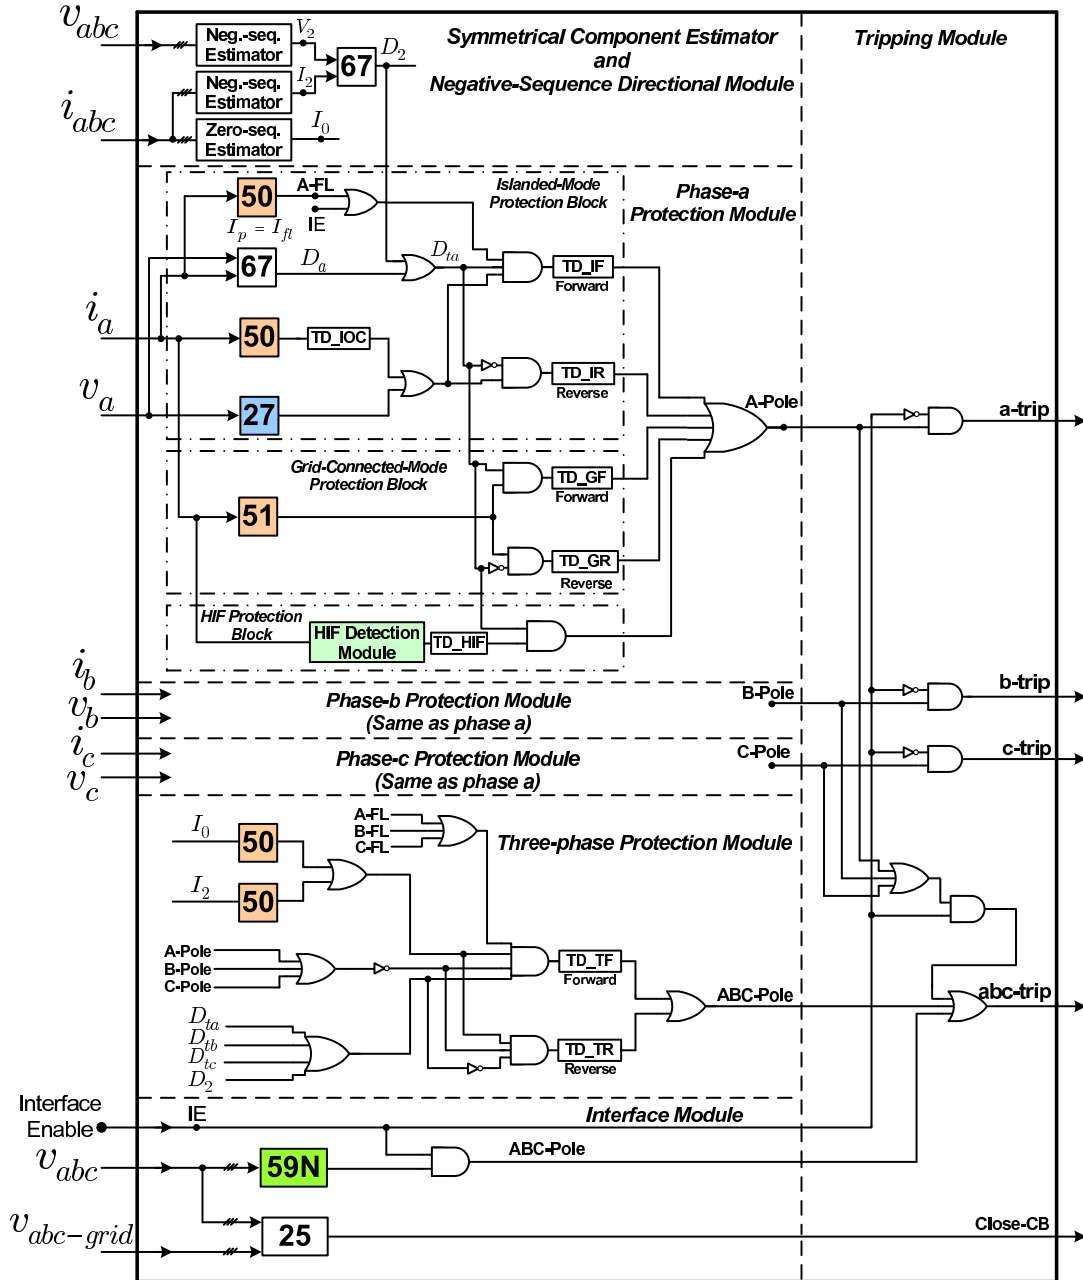 v_abc
Neg.-seq.
Estimator
V_2
67
D_2
Symmetrical Component Estimator
and
Negative-Sequence Directional Module
Tripping Module
Neg.-seq.
Estimator
I_2
i_abc
Zero-seq.
Estimator
I_0
50
A-FL
IE
I_p = I_fl
Islanded-Mode
Protection Block
Phase-a
Protection Module
67
D_a
D_ta
TD_IF
Forward
i_a
50
TD_IOC
TD_IR
Reverse
v_a
27
A-Pole
a-trip
Grid-Connected-Mode
Protection Block
TD_GF
Forward
51
TD_GR
Reverse
HIF Protection
Block
HIF Detection
Module
TD_HIF
i_b
v_b
Phase-b Protection Module
(Same as phase a)
B-Pole
b-trip
i_c
v_c
Phase-c Protection Module
(Same as phase a)
C-Pole
c-trip
A-FL
B-FL
C-FL
Three-phase Protection Module
I_0
50
I_2
50
A-Pole
B-Pole
C-Pole
TD_TF
Forward
ABC-Pole
abc-trip
D_ta
D_tb
D_tc
D_2
TD_TR
Reverse
Interface
Enable
IE
Interface Module
v_abc
59N
ABC-Pole
v_abc-grid
25
Close-CB